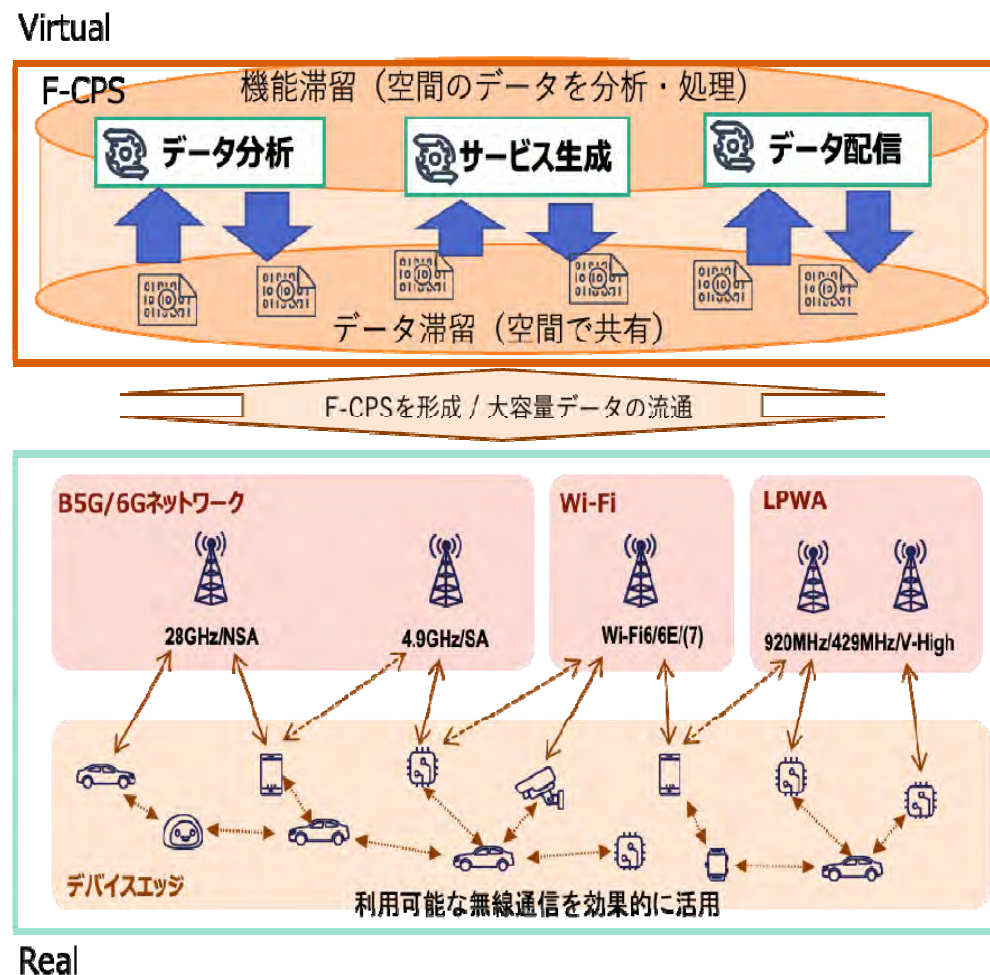 Virtual
F-CPS
機能滞留（空間のデータを分析・処理）
データ分析
サービス生成
データ配信
データ滞留（空間で共有）
F-CPSを形成 / 大容量データの流通
B5G/6Gネットワーク
Wi-Fi
LPWA
28GHz/NSA
4.9GHz/SA
Wi-Fi6/6E/(7)
920MHz/429MHz/V-High
デバイスエッジ
利用可能な無線通信を効果的に活用
Real